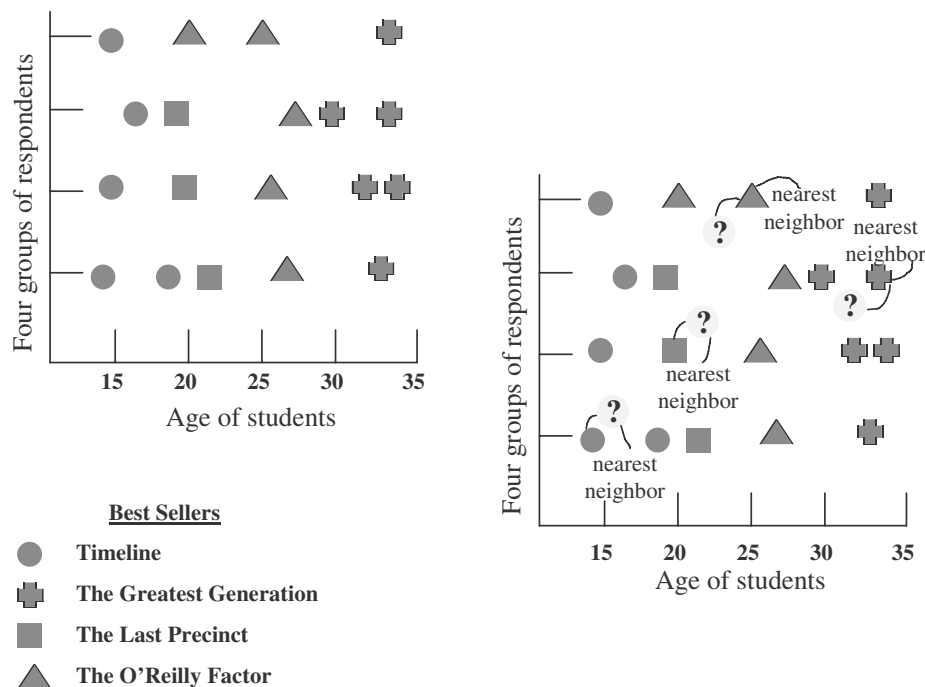 Four groups of respondents
15 20 25 30 35
Age of students
Best Sellers
Timeline
The Greatest Generation
The Last Precinct
The O'Reilly Factor
Four groups of respondents
nearest
neighbor
?
nearest
neighbor
?
?
nearest
neighbor
?
nearest
neighbor
15 20 25 30 35
Age of students